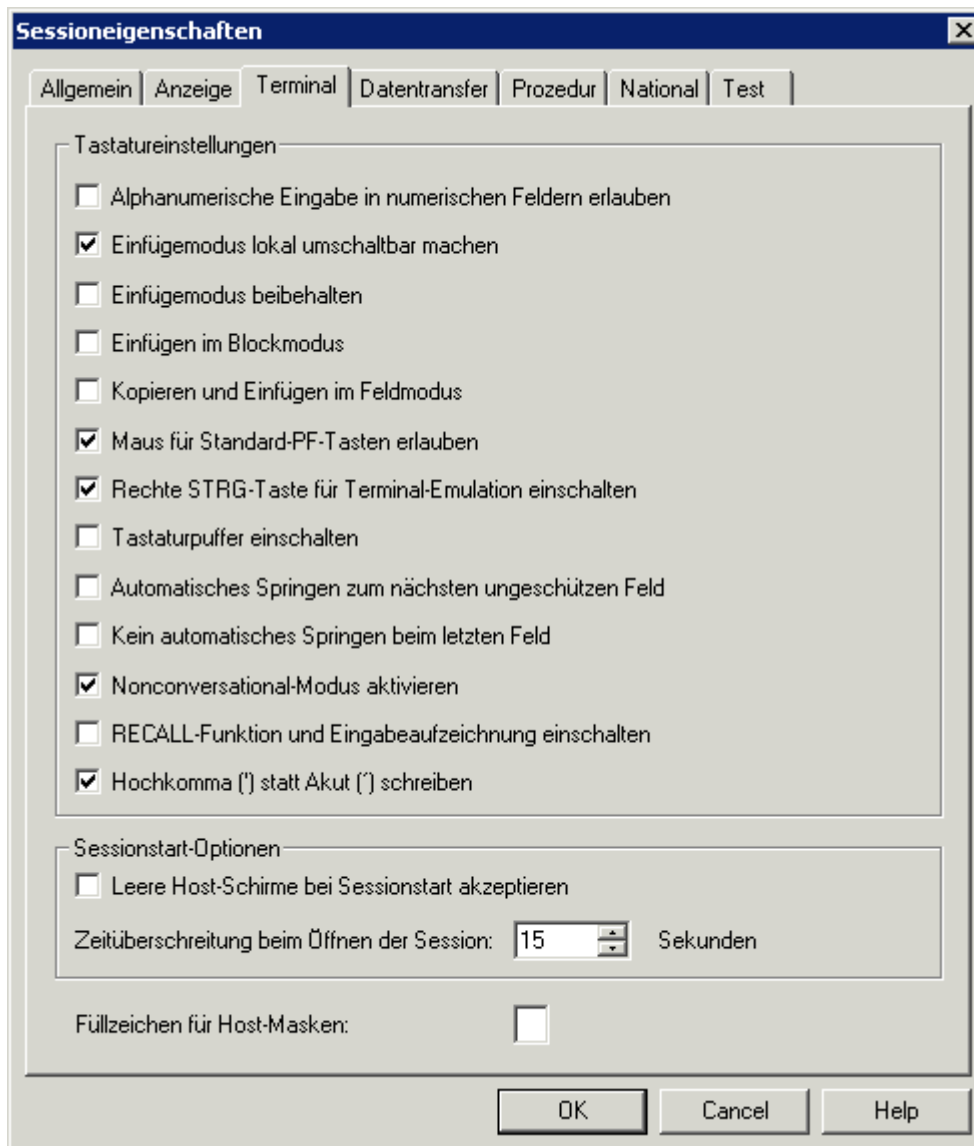 Sessioneigenschaften
Allgemein Anzeige Terminal Datentransfer Prozedur National Test
Tastatureinstellungen
Alphanumerische Eingabe in numerischen Feldern erlauben
Einfügemodus lokal umschaltbar machen
Einfügemodus beibehalten
Einfügen im Blockmodus
Kopieren und Einfügen im Feldmodus
Maus für Standard-PF-Tasten erlauben
Rechte STRG-Taste für Terminal-Emulation einschalten
Tastaturpuffer einschalten
Automatisches Springen zum nächsten ungeschützen Feld
Kein automatisches Springen beim letzten Feld
Nonconversational-Modus aktivieren
RECALL-Funktion und Eingabeaufzeichnung einschalten
Hochkomma (') statt Akut (´) schreiben
Sessionstart-Optionen
Leere Host-Schirme bei Sessionstart akzeptieren
Zeitüberschreitung beim Öffnen der Session: 15 Sekunden
Füllzeichen für Host-Masken:
OK Cancel Help